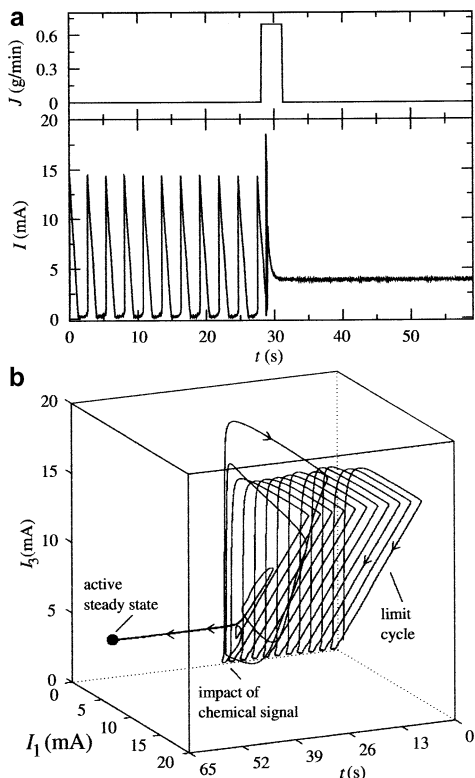 a
J (g/min)
0.6
0.3
0
I (mA)
20
15
10
5
0
0 10 20 30 40 50
t (s)
b
I3(mA)
20
15
10
5
0
active
steady state
limit
cycle
impact of
chemical signal
0
5
10
15
20
I1 (mA)
65 52 39 26 13 0
t (s)